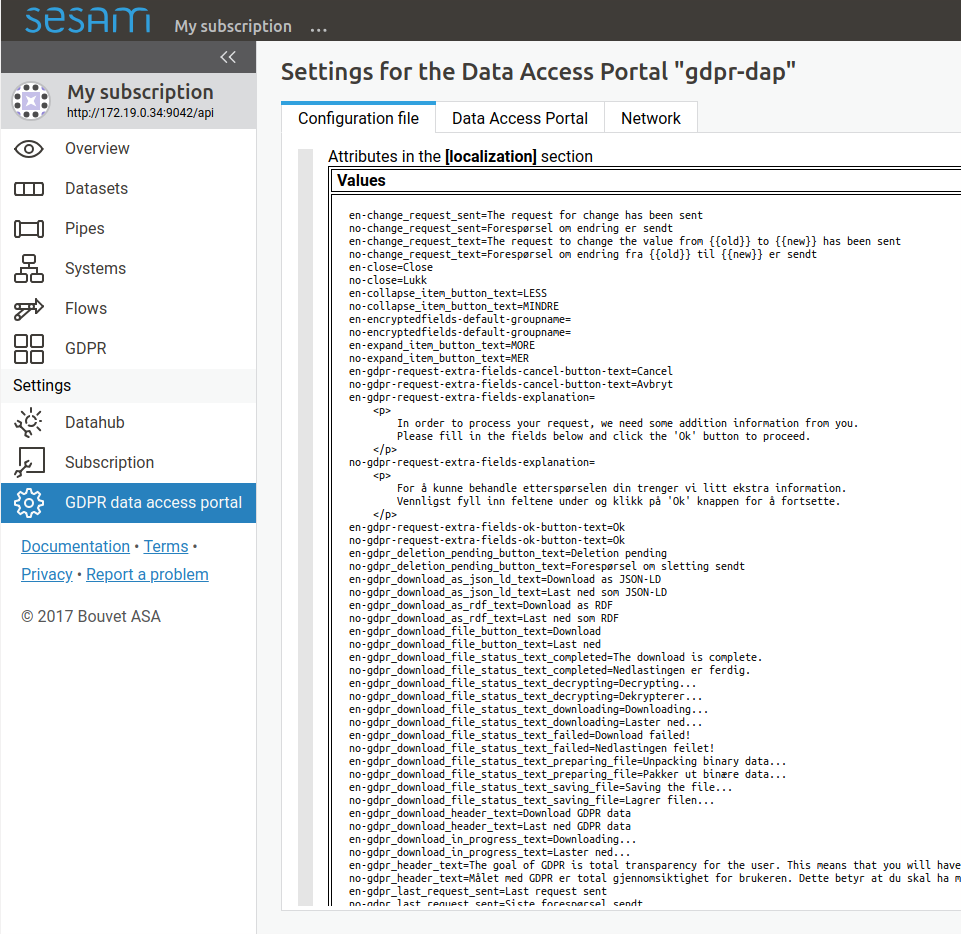 sesam My subscription ...
My subscription
http://172.19.0.34:9042/api
Overview
Datasets
Pipes
Systems
Flows
GDPR
Settings
Datahub
Subscription
GDPR data access portal
Documentation • Terms •
Privacy • Report a problem
© 2017 Bouvet ASA
Settings for the Data Access Portal "gdpr-dap"
Configuration file Data Access Portal Network
Attributes in the [localization] section
Values
en-change_request_sent=The request for change has been sent
no-change_request_sent=Forespørsel om endring er sendt
en-change_request_text=The request to change the value from {{old}} to {{new}} has been sent
no-change_request_text=Forespørsel om endring fra {{old}} til {{new}} er sendt
en-close=Close
no-close=Lukk
en-collapse_item_button_text=LESS
no-collapse_item_button_text=MINDRE
en-encryptedfields-default-groupname=
no-encryptedfields-default-groupname=
en-expand_item_button_text=MORE
no-expand_item_button_text=MER
en-gdpr-request-extra-fields-cancel-button-text=Cancel
no-gdpr-request-extra-fields-cancel-button-text=Avbryt
en-gdpr-request-extra-fields-explanation=
<p>
In order to process your request, we need some addition information from you.
Please fill in the fields below and click the 'Ok' button to proceed.
</p>
no-gdpr-request-extra-fields-explanation=
<p>
For å kunne behandle etterspørselen din trenger vi litt ekstra information.
Vennligst fyll inn feltene under og klikk på 'Ok' knappen for å fortsette.
</p>
en-gdpr-request-extra-fields-ok-button-text=Ok
no-gdpr-request-extra-fields-ok-button-text=Ok
en-gdpr_deletion_pending_button_text=Deletion pending
no-gdpr_deletion_pending_button_text=Forespørsel om sletting sendt
en-gdpr_download_as_json_ld_text=Download as JSON-LD
no-gdpr_download_as_json_ld_text=Last ned som JSON-LD
en-gdpr_download_as_rdf_text=Download as RDF
no-gdpr_download_as_rdf_text=Last ned som RDF
en-gdpr_download_file_button_text=Download
no-gdpr_download_file_button_text=Last ned
en-gdpr_download_file_status_text_completed=The download is complete.
no-gdpr_download_file_status_text_completed=Nedlastingen er ferdig.
en-gdpr_download_file_status_text_decrypting=Decrypting...
no-gdpr_download_file_status_text_decrypting=Dekrypterer...
en-gdpr_download_file_status_text_downloading=Downloading...
no-gdpr_download_file_status_text_downloading=Laster ned...
en-gdpr_download_file_status_text_failed=Download failed!
no-gdpr_download_file_status_text_failed=Nedlastingen feilet!
en-gdpr_download_file_status_text_preparing_file=Unpacking binary data...
no-gdpr_download_file_status_text_preparing_file=Pakker ut binære data...
en-gdpr_download_file_status_text_saving_file=Saving the file...
no-gdpr_download_file_status_text_saving_file=Lagrer filen...
en-gdpr_download_header_text=Download GDPR data
no-gdpr_download_header_text=Last ned GDPR data
en-gdpr_download_in_progress_text=Downloading...
no-gdpr_download_in_progress_text=Laster ned...
en-gdpr_header_text=The goal of GDPR is total transparency for the user. This means that you will have
no-gdpr_header_text=Målet med GDPR er total gjennomsiktighet for brukeren. Dette betyr at du skal ha m
en-gdpr_last_request_sent=Last request sent
no-gdpr_last_request_sent=Siste forespørsel sendt